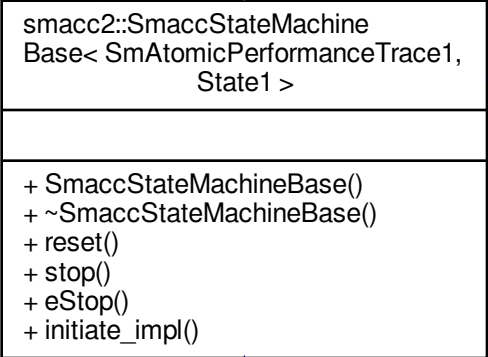 smacc2::SmaccStateMachine
Base< SmAtomicPerformanceTrace1,
State1 >
+ SmaccStateMachineBase()
+ ~SmaccStateMachineBase()
+ reset()
+ stop()
+ eStop()
+ initiate_impl()